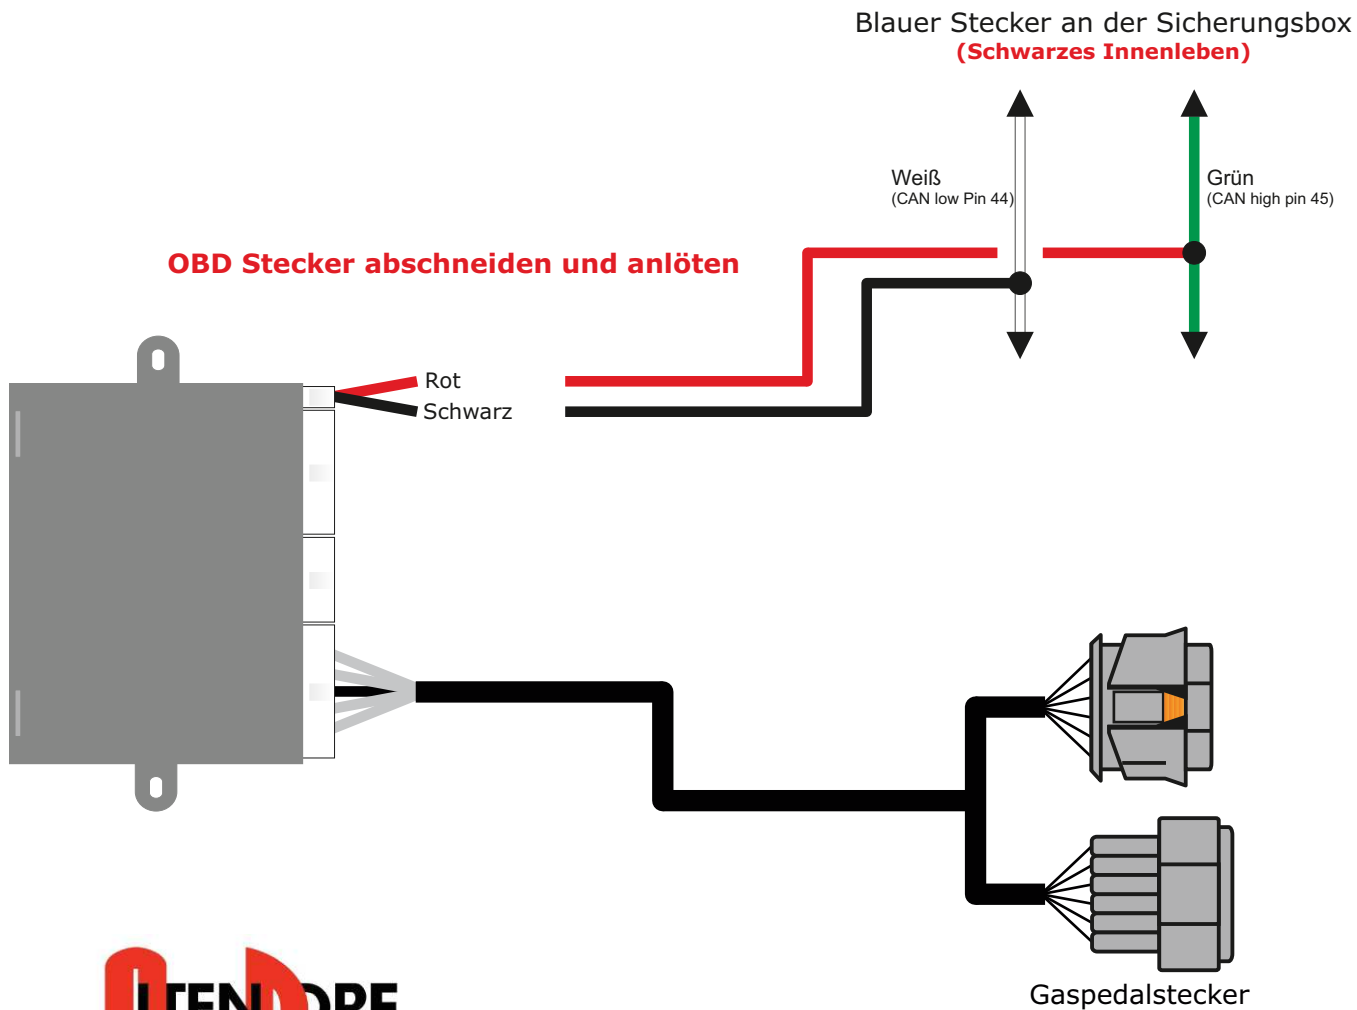 Blauer Stecker an der Sicherungsbox
(Schwarzes Innenleben)
Weiß
(CAN low Pin 44)
Grün
(CAN high pin 45)
OBD Stecker abschneiden und anlöten
Rot
Schwarz
Gaspedalstecker